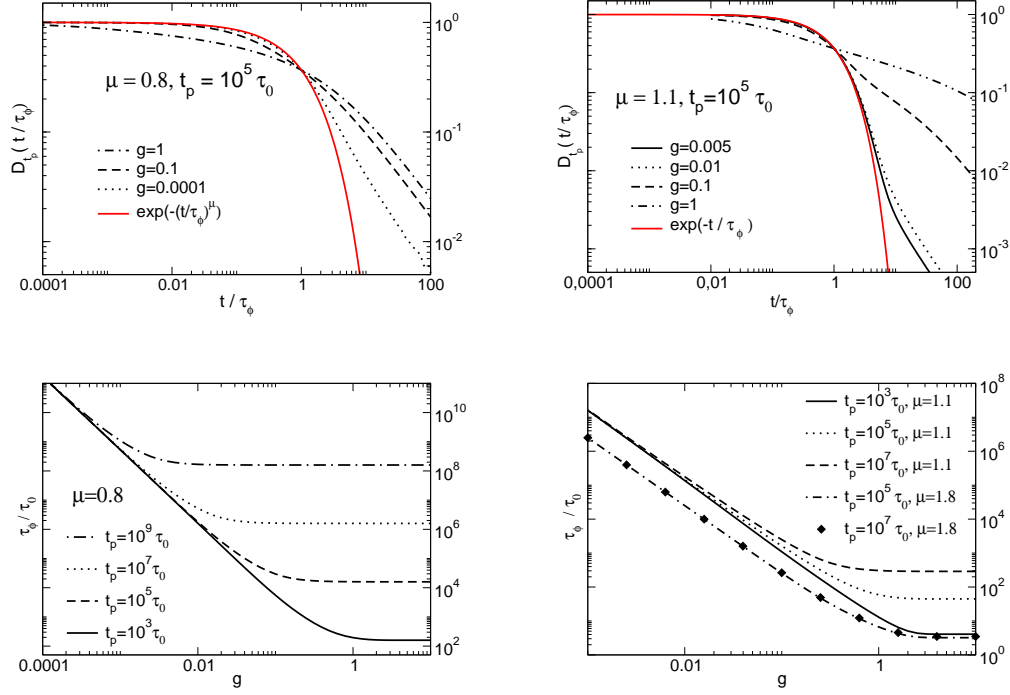 10^0
μ = 0.8, t_p = 10^5 τ_0
10^-1
D_{t_p}( t / τ_ϕ)
g=1
g=0.1
g=0.0001
exp(-(t/τ_ϕ)^μ)
10^-2
0.0001
0.01
1
100
t / τ_ϕ
10^0
μ = 1.1, t_p=10^5 τ_0
10^-1
D_{t_p}( t/ τ_ϕ)
g=0.005
g=0.01
g=0.1
g=1
exp(-t / τ_ϕ )
10^-2
10^-3
0,0001
0,01
1
100
t/τ_ϕ
10^10
10^8
μ=0.8
τ_ϕ / τ_0
10^6
t_p=10^9 τ_0
t_p=10^7 τ_0
t_p=10^5 τ_0
t_p=10^3 τ_0
10^4
10^2
0.0001
0.01
1
g
10^8
t_p=10^3 τ_0, μ=1.1
t_p=10^5 τ_0, μ=1.1
t_p=10^7 τ_0, μ=1.1
t_p=10^5 τ_0, μ=1.8
t_p=10^7 τ_0, μ=1.8
10^6
τ_ϕ / τ_0
10^4
10^2
10^0
0.01
1
g